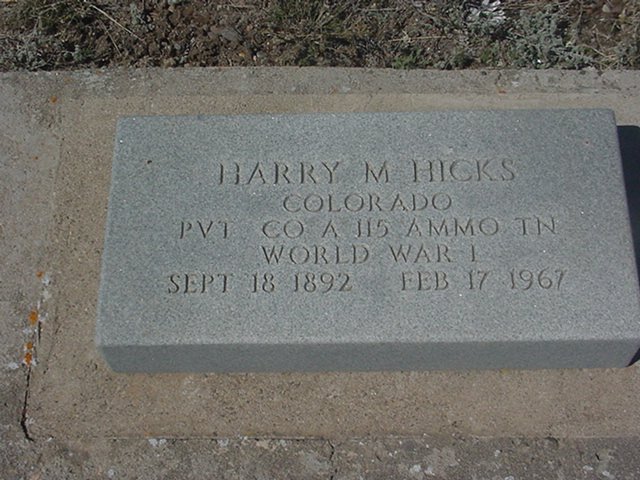 HARRY M HICKS
COLORADO
PVT CO A 115 AMMO TN
WORLD WAR I
SEPT 18 1892 FEB 17 1967